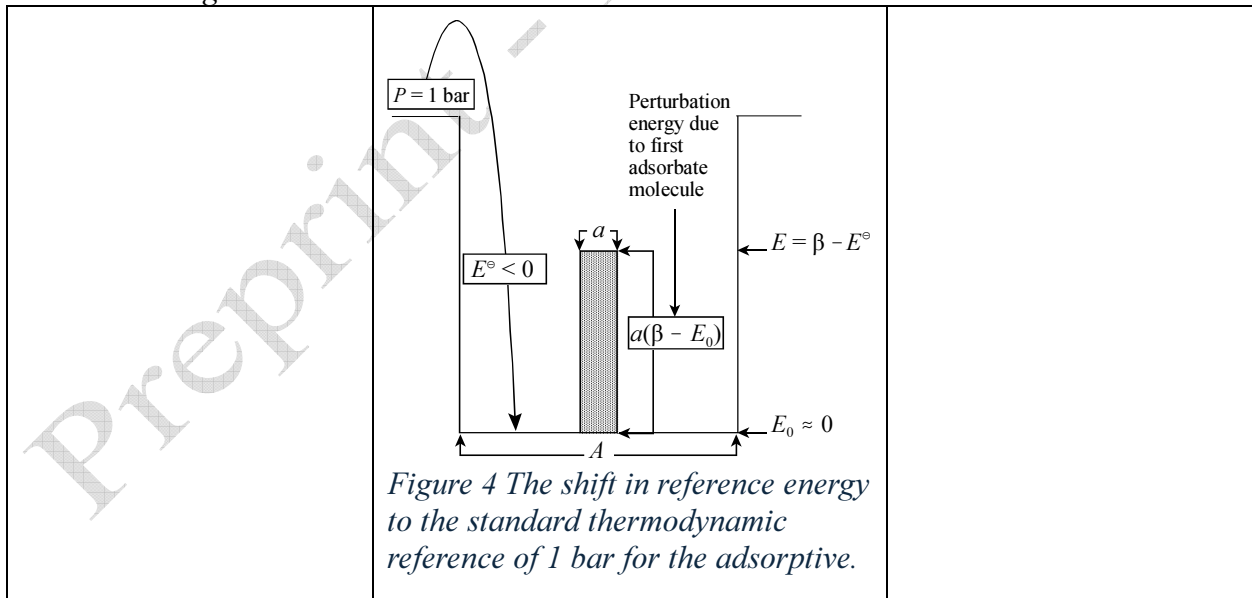 P = 1 bar
Perturbation
energy due
to first
adsorbate
molecule
a
E = β − E⊖
E⊖ < 0
a(β − E₀)
E₀ ≈ 0
A
Figure 4 The shift in reference energy
to the standard thermodynamic
reference of 1 bar for the adsorptive.
Preprint -